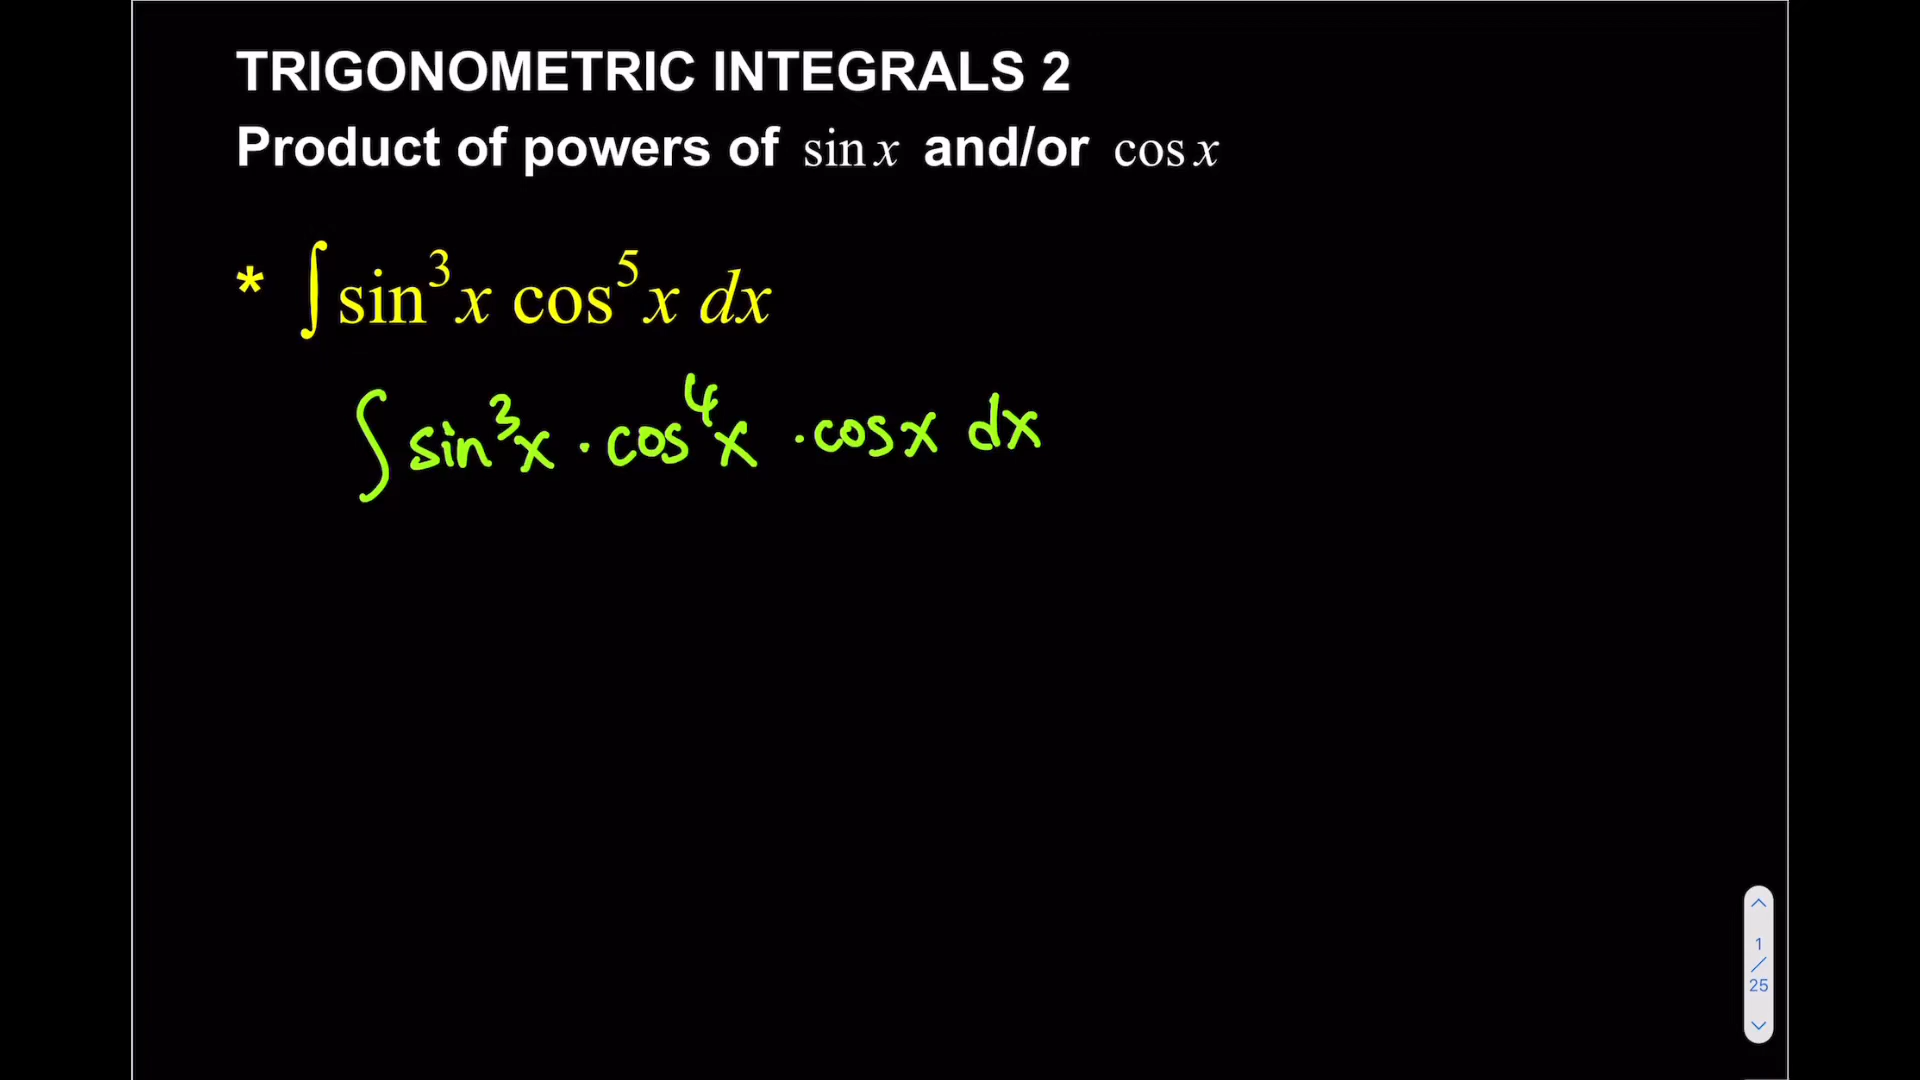 TRIGONOMETRIC INTEGRALS 2
Product of powers of sin x and/or cos x
* ∫ sin³x cos⁵x dx
∫ sin³x · cos⁴x · cosx dx
1
/
25